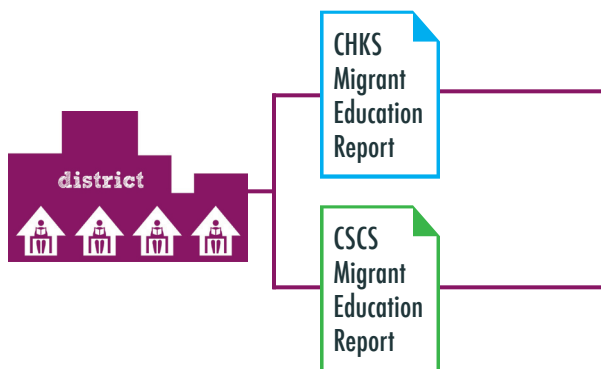 district
CHKS
Migrant
Education
Report
CSCS
Migrant
Education
Report